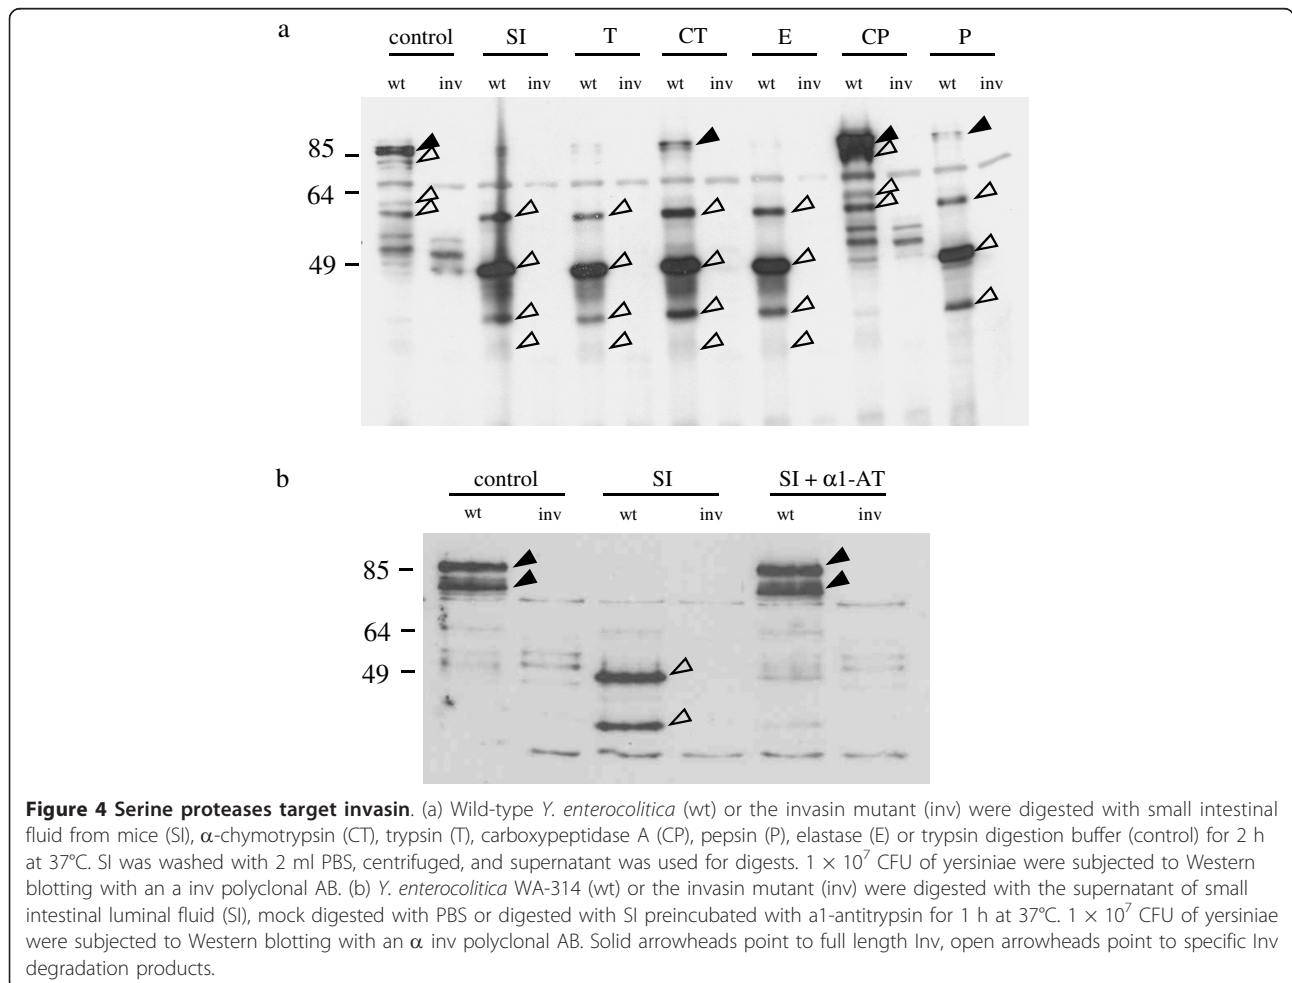 a
control SI T CT E CP P
wt inv wt inv wt inv wt inv wt inv wt inv wt inv
85
64
49
b
control SI SI + α1-AT
wt inv wt inv wt inv
85
64
49
Figure 4 Serine proteases target invasin. (a) Wild-type Y. enterocolitica (wt) or the invasin mutant (inv) were digested with small intestinal
fluid from mice (SI), α-chymotrypsin (CT), trypsin (T), carboxypeptidase A (CP), pepsin (P), elastase (E) or trypsin digestion buffer (control) for 2 h
at 37°C. SI was washed with 2 ml PBS, centrifuged, and supernatant was used for digests. 1 × 10⁷ CFU of yersiniae were subjected to Western
blotting with an a inv polyclonal AB. (b) Y. enterocolitica WA-314 (wt) or the invasin mutant (inv) were digested with the supernatant of small
intestinal luminal fluid (SI), mock digested with PBS or digested with SI preincubated with a1-antitrypsin for 1 h at 37°C. 1 × 10⁷ CFU of yersiniae
were subjected to Western blotting with an α inv polyclonal AB. Solid arrowheads point to full length Inv, open arrowheads point to specific Inv
degradation products.